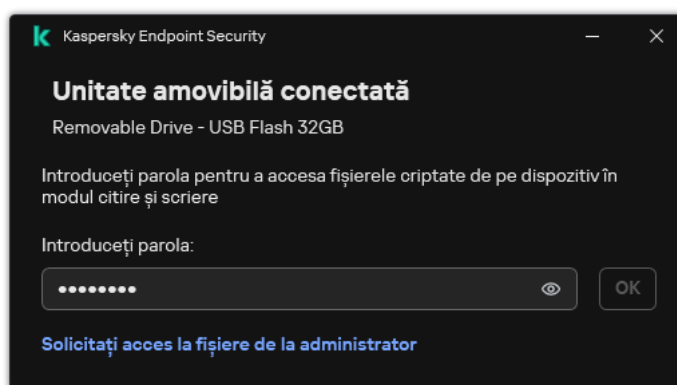 Kaspersky Endpoint Security
Unitate amovibilă conectată
Removable Drive - USB Flash 32GB
Introduceți parola pentru a accesa fișierele criptate de pe dispozitiv în
modul citire și scriere
Introduceți parola:
••••••••
OK
Solicitați acces la fișiere de la administrator